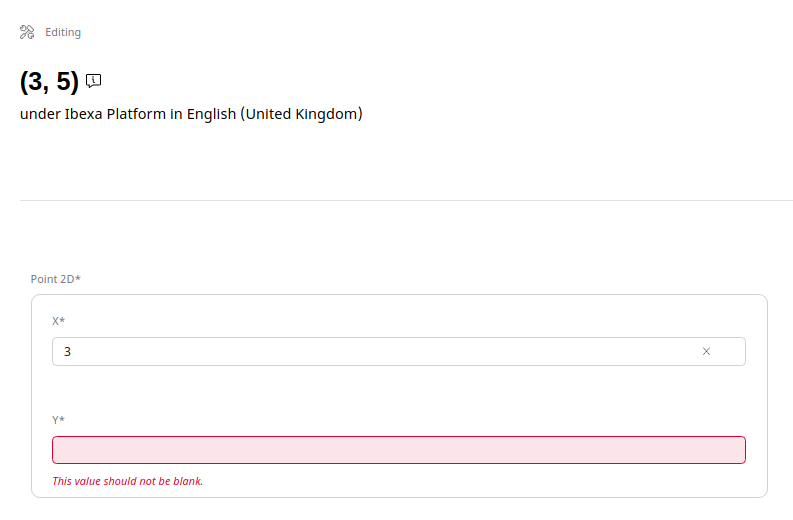 Editing
(3, 5)
under Ibexa Platform in English (United Kingdom)
Point 2D*
X*
3
Y*
This value should not be blank.